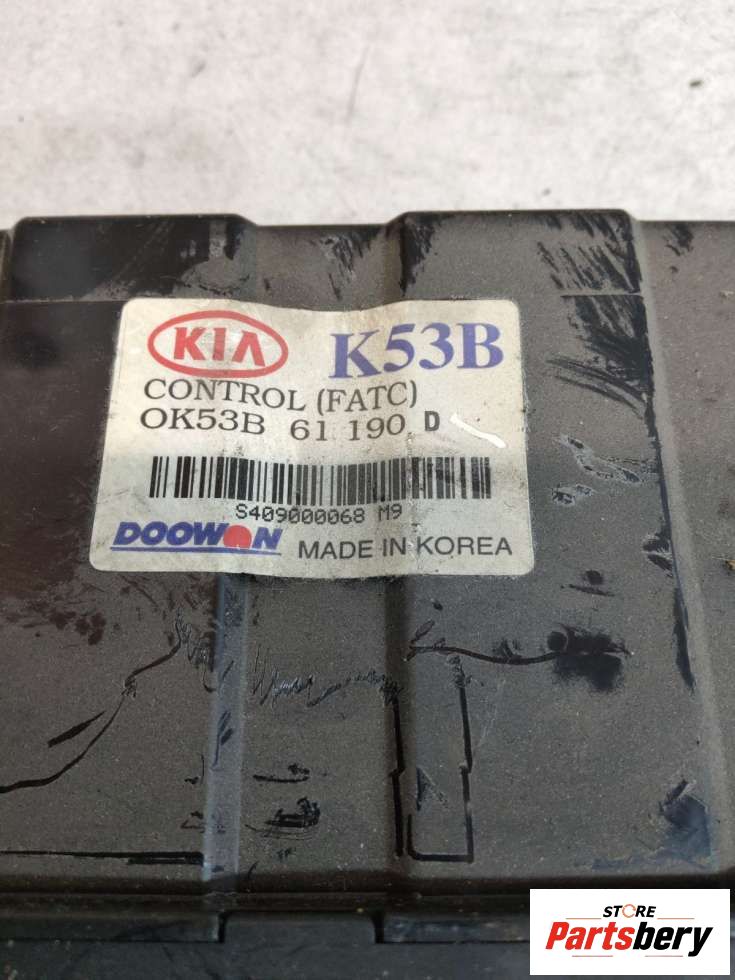 KIA K53B
CONTROL (FATC)
OK53B 61 190 D
S409000068 M9
DOOWON MADE IN KOREA
STORE
Partsbery